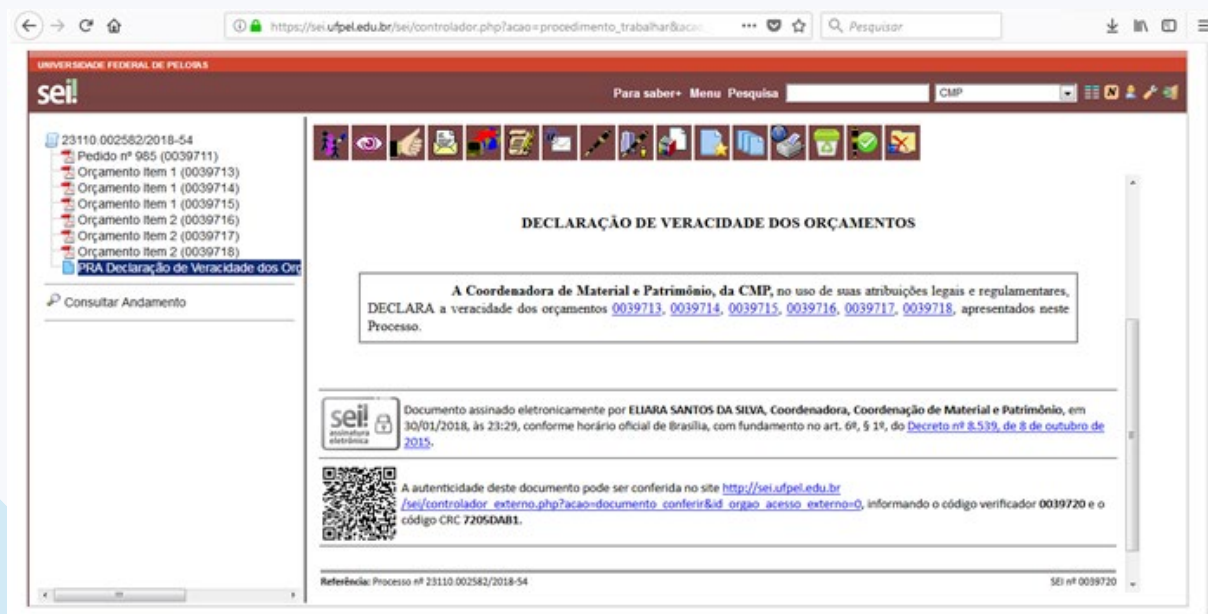 https://sei.ufpel.edu.br/sei/controlador.php?acao=procedimento_trabalhar&aces
Pesquisar
UNIVERSIDADE FEDERAL DE PELOTAS
sei!
Para saber+ Menu Pesquisa
CMP
23110.002582/2018-54
Pedido nº 985 (0039711)
Orçamento Item 1 (0039713)
Orçamento Item 1 (0039714)
Orçamento Item 1 (0039715)
Orçamento Item 2 (0039716)
Orçamento Item 2 (0039717)
Orçamento Item 2 (0039718)
PRA Declaração de Veracidade dos Orç
Consultar Andamento
DECLARAÇÃO DE VERACIDADE DOS ORÇAMENTOS
A Coordenadora de Material e Patrimônio, da CMP, no uso de suas atribuições legais e regulamentares,
DECLARA a veracidade dos orçamentos 0039713, 0039714, 0039715, 0039716, 0039717, 0039718, apresentados neste
Processo.
sei!
assinatura
eletrônica
Documento assinado eletronicamente por ELIARA SANTOS DA SILVA, Coordenadora, Coordenação de Material e Patrimônio, em
30/01/2018, às 23:29, conforme horário oficial de Brasília, com fundamento no art. 6º, § 1º, do Decreto nº 8.539, de 8 de outubro de
2015.
A autenticidade deste documento pode ser conferida no site http://sei.ufpel.edu.br
/sei/controlador_externo.php?acao=documento_conferir&id_orgao_acesso_externo=0, informando o código verificador 0039720 e o
código CRC 7205DAB1.
Referência: Processo nº 23110.002582/2018-54
SEI nº 0039720